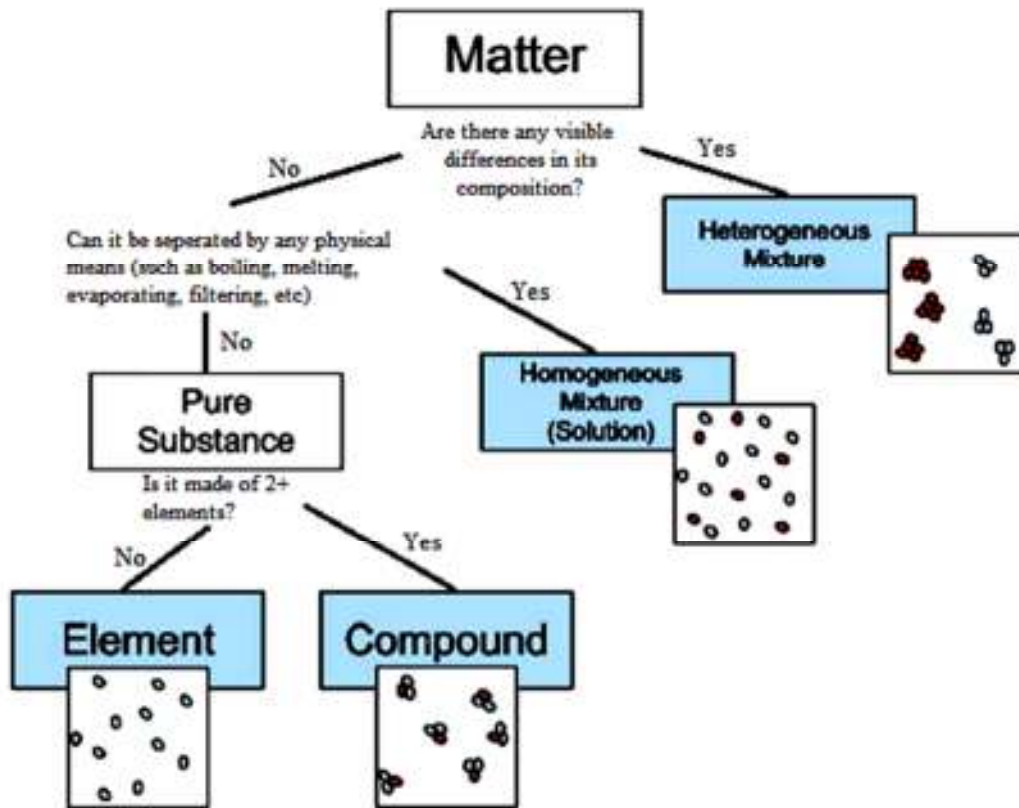 Matter
Are there any visible
differences in its
composition?
No
Yes
Heterogeneous
Mixture
Can it be seperated by any physical
means (such as boiling, melting,
evaporating, filtering, etc)
Yes
No
Homogeneous
Mixture
(Solution)
Pure
Substance
Is it made of 2+
elements?
No
Yes
Element
Compound